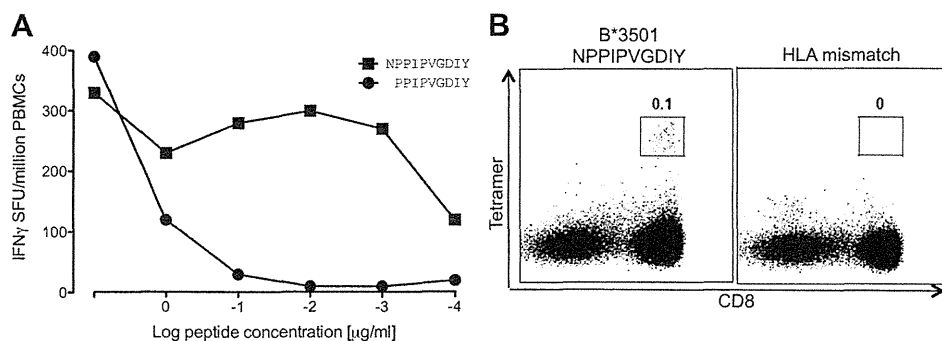 A
400
300
200
100
0
IFNγ SFU/million PBMCs
NPPIPVGDIY
PPIPVGDIY
0 -1 -2 -3 -4
Log peptide concentration [µg/ml]
B
B*3501
NPPIPVGDIY
HLA mismatch
0.1
0
Tetramer
CD8